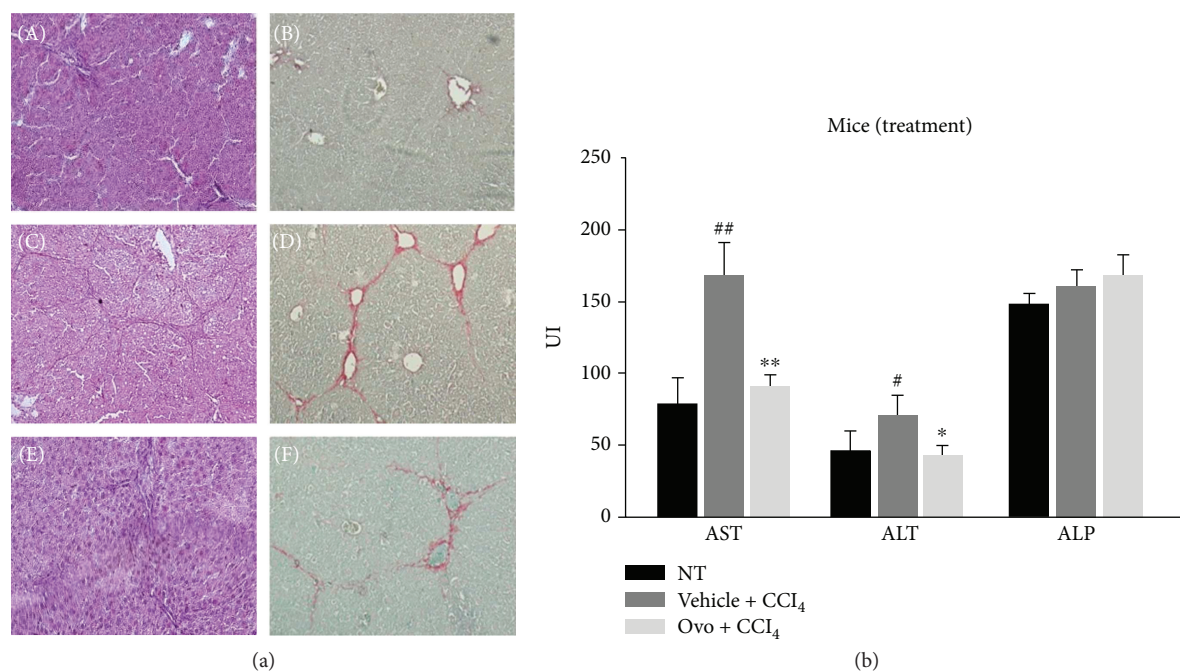 (A)
(B)
(C)
(D)
(E)
(F)
(a)
Mice (treatment)
250
200
150
100
50
0
UI
##
**
#
*
AST
ALT
ALP
NT
Vehicle + CCI₄
Ovo + CCI₄
(b)